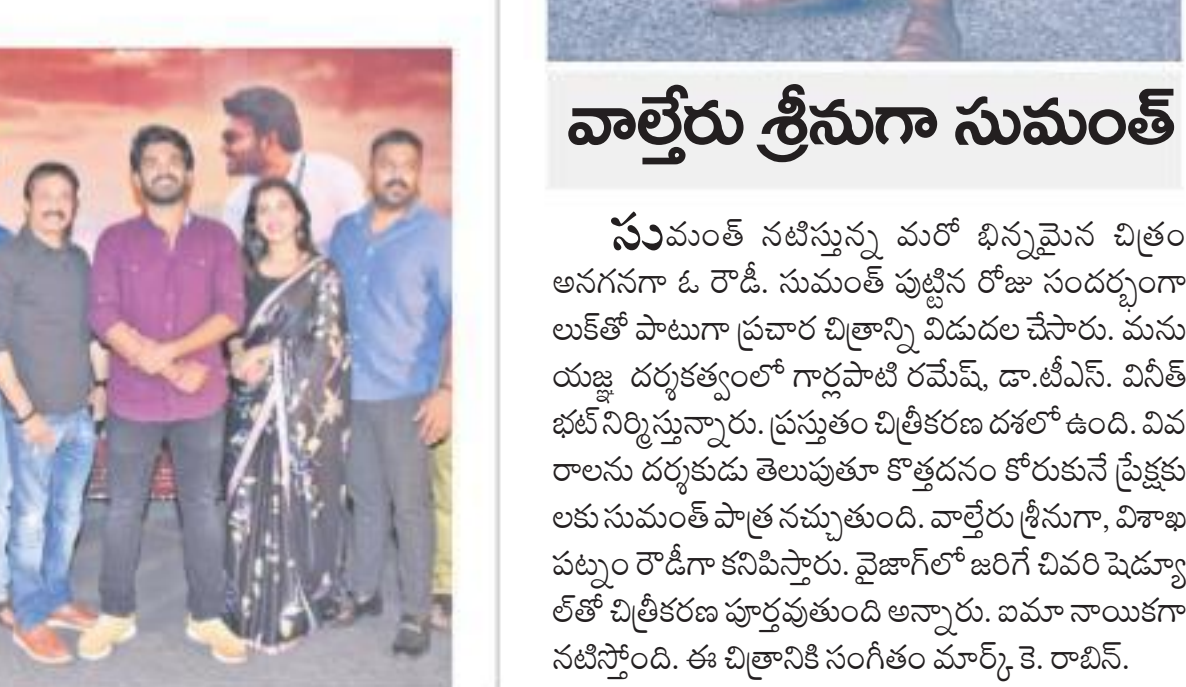 వాల్తేరు శ్రీనుగా సుమంత్
సుమంత్ నటిస్తున్న మరో భిన్నమైన చిత్రం
అనగనగా ఓ రౌడీ. సుమంత్ పుట్టిన రోజు సందర్భంగా
లుక్‌తో పాటుగా ప్రచార చిత్రాన్ని విడుదల చేసారు. మను
యజ్ఞ దర్శకత్వంలో గార్లపాటి రమేష్, డా.టీఎస్. వినీత్
భట్ నిర్మిస్తున్నారు. ప్రస్తుతం చిత్రీకరణ దశలో ఉంది. వివ
రాలను దర్శకుడు తెలుపుతూ కొత్తదనం కోరుకునే ప్రేక్షకు
లకు సుమంత్ పాత్ర నచ్చుతుంది. వాల్తేరు శ్రీనుగా, విశాఖ
పట్నం రౌడీగా కనిపిస్తారు. వైజాగ్‌లో జరిగే చివరి షెడ్యూ
ల్‌తో చిత్రీకరణ పూర్తవుతుంది అన్నారు. ఐమా నాయికగా
నటిస్తోంది. ఈ చిత్రానికి సంగీతం మార్క్ కె. రాబిన్.